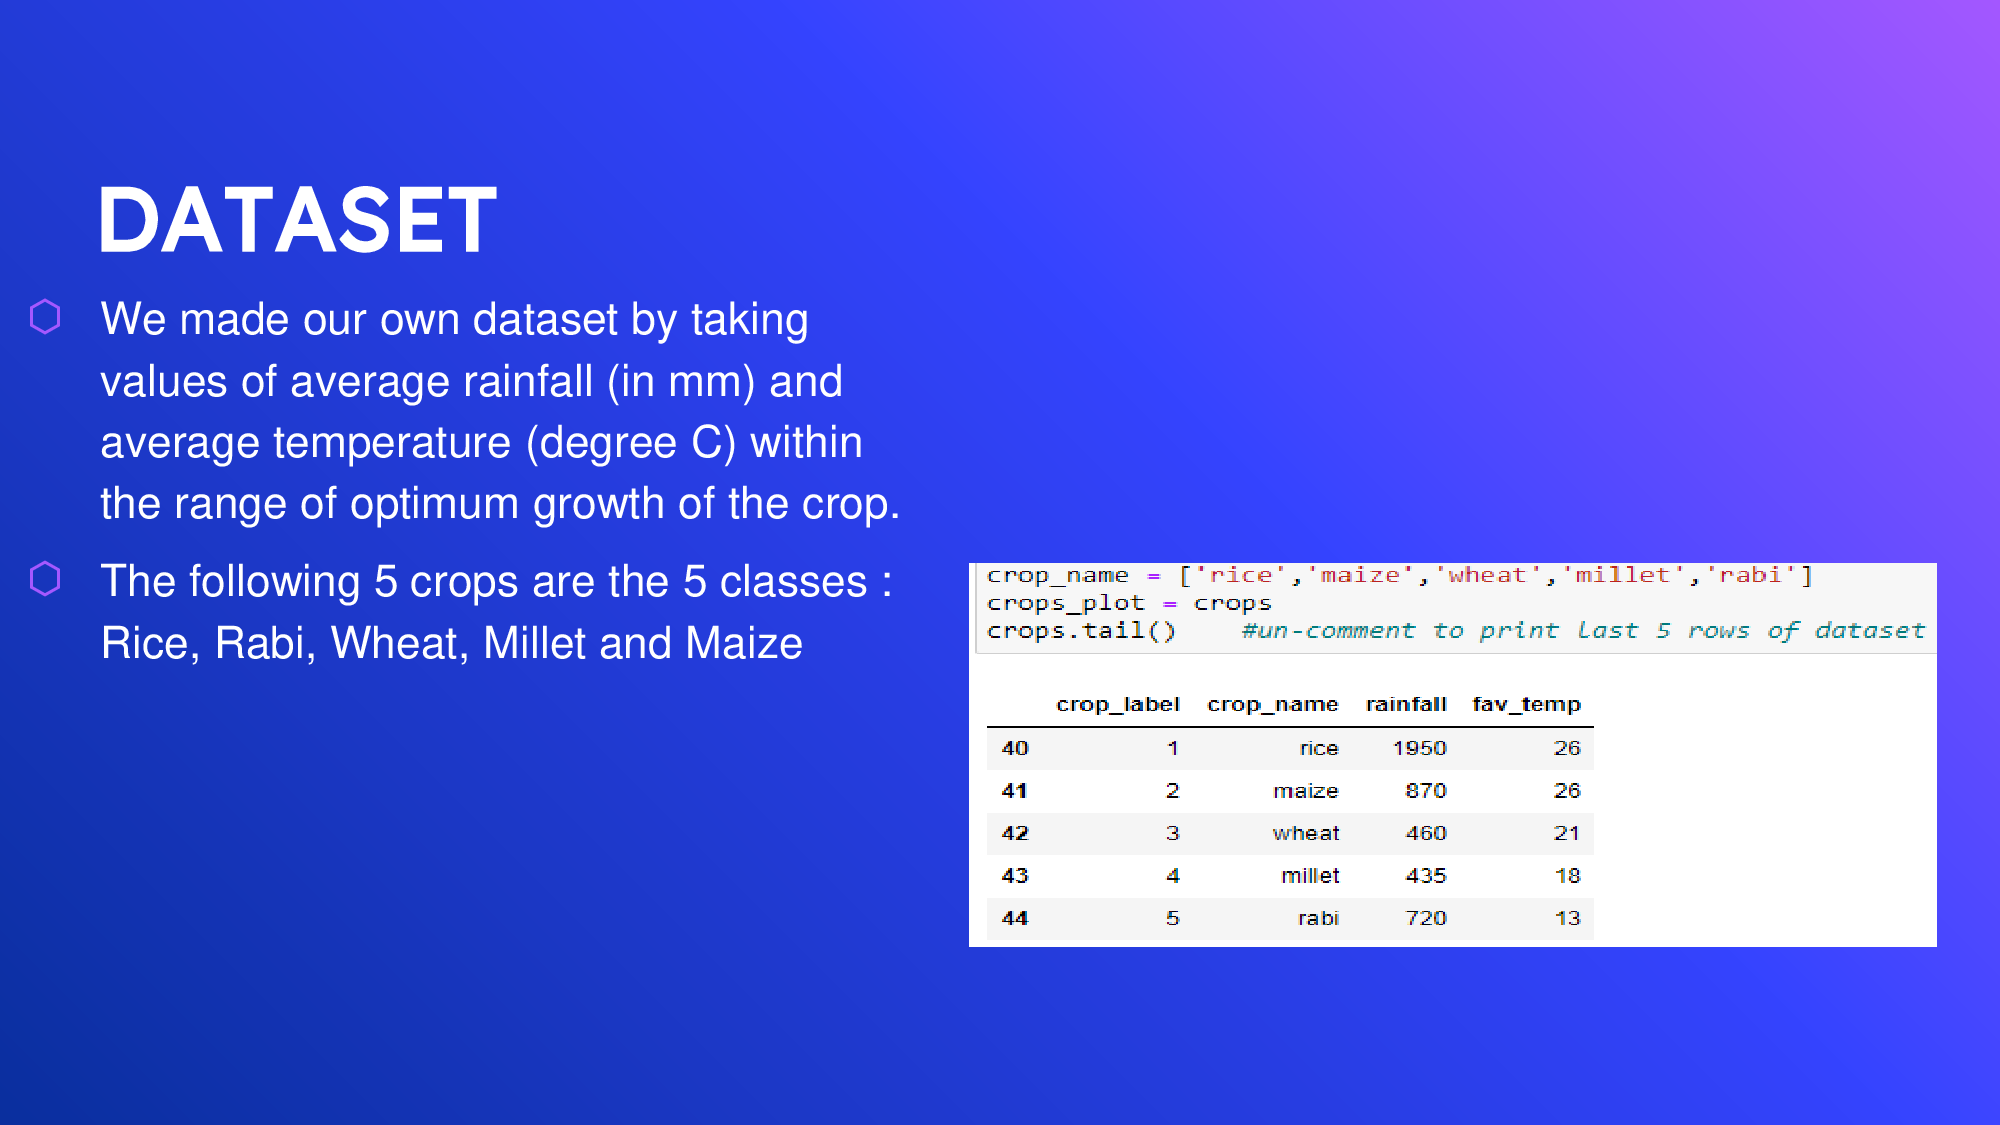 DATASET
We made our own dataset by taking
values of average rainfall (in mm) and
average temperature (degree C) within
the range of optimum growth of the crop.
The following 5 crops are the 5 classes :
Rice, Rabi, Wheat, Millet and Maize
crop_name = ['rice','maize','wheat','millet','rabi']
crops_plot = crops
crops.tail()    #un-comment to print last 5 rows of dataset
crop_label crop_name rainfall fav_temp
40 1 rice 1950 26
41 2 maize 870 26
42 3 wheat 460 21
43 4 millet 435 18
44 5 rabi 720 13